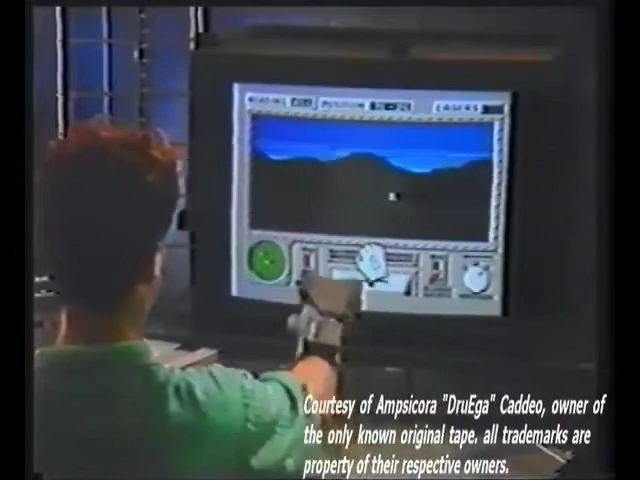 POSITION
LASERS
Courtesy of Ampsicora "DruEga" Caddeo, owner of
the only known original tape. all trademarks are
property of their respective owners.